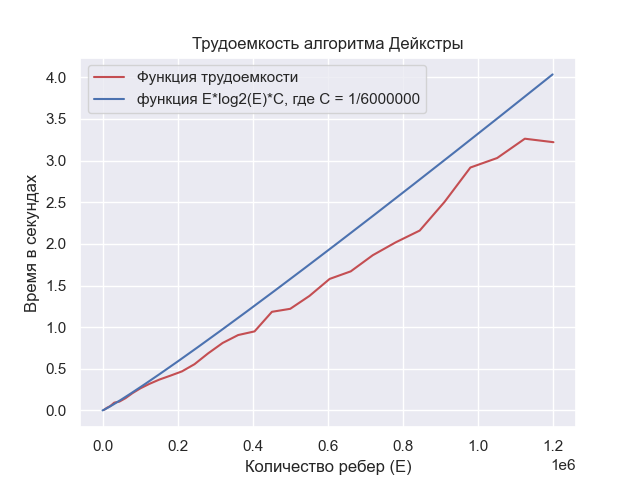 Трудоемкость алгоритма Дейкстры
Функция трудоемкости
функция E*log2(E)*C, где C = 1/6000000
Время в секундах
4.0
3.5
3.0
2.5
2.0
1.5
1.0
0.5
0.0
0.0 0.2 0.4 0.6 0.8 1.0 1.2
1e6
Количество ребер (E)